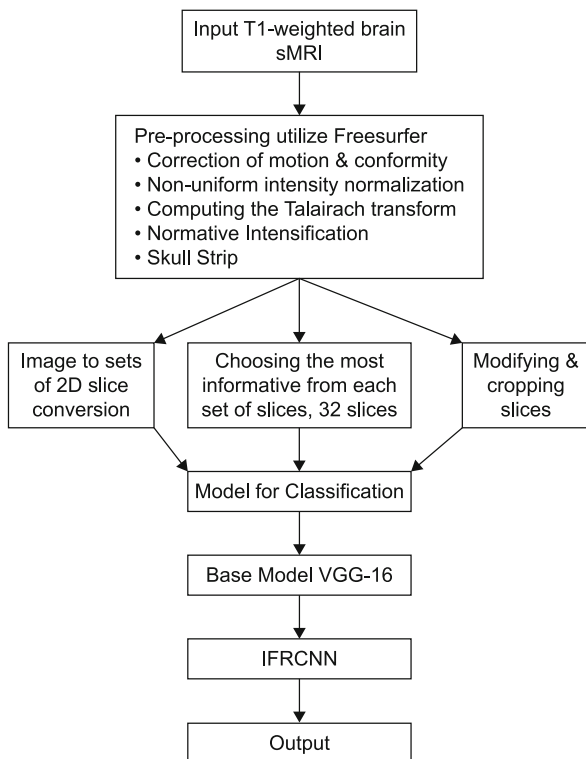 Input T1-weighted brain
sMRI
Pre-processing utilize Freesurfer
• Correction of motion & conformity
• Non-uniform intensity normalization
• Computing the Talairach transform
• Normative Intensification
• Skull Strip
Image to sets
of 2D slice
conversion
Choosing the most
informative from each
set of slices, 32 slices
Modifying &
cropping
slices
Model for Classification
Base Model VGG-16
IFRCNN
Output